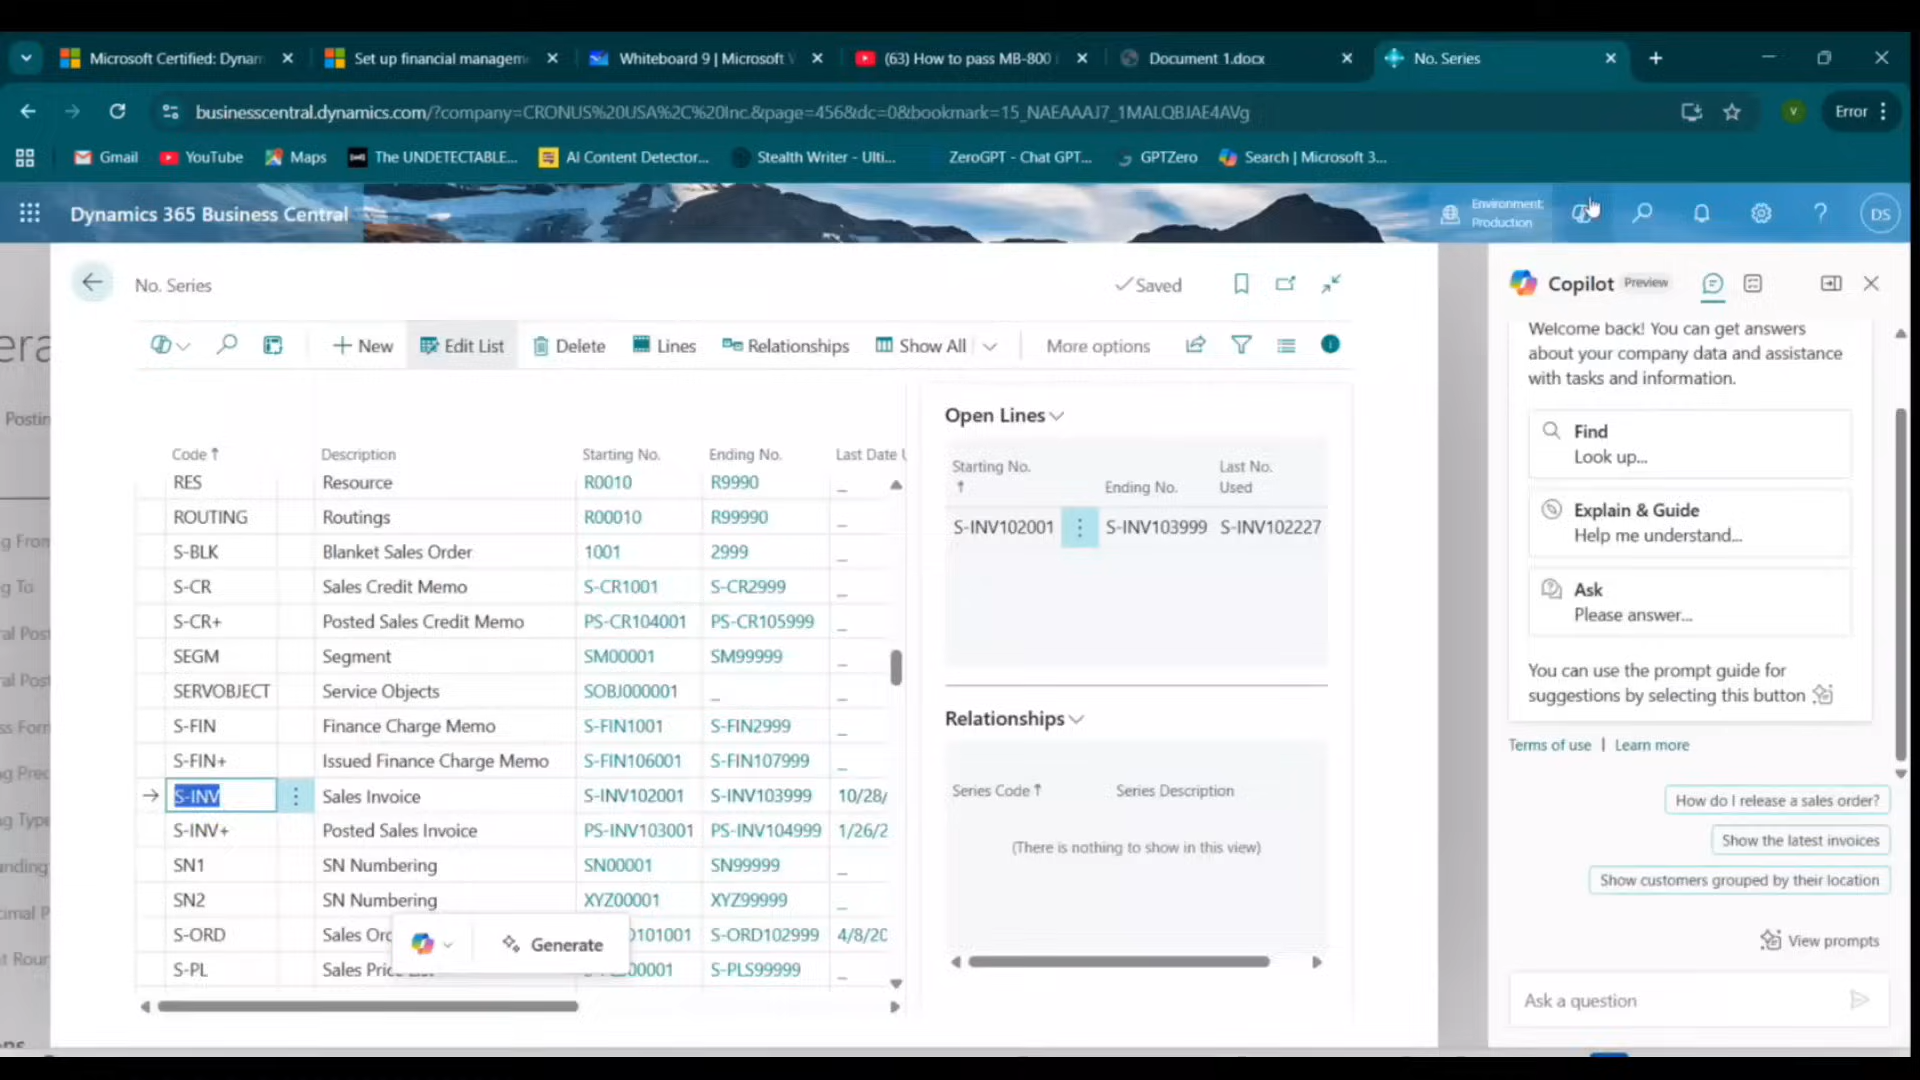 Microsoft Certified: Dynam
Set up financial managem
Whiteboard 9 | Microsoft
(63) How to pass MB-800
Document 1.docx
No. Series
businesscentral.dynamics.com/?company=CRONUS%20USA%2C%20Inc.&page=456&dc=0&bookmark=15_NAEAAAJ7_1MALQBJAE4AVg
V
Error
Gmail
YouTube
Maps
The UNDETECTABLE...
AI Content Detector...
Stealth Writer - Ulti...
ZeroGPT - Chat GPT...
GPTZero
Search | Microsoft 3...
Dynamics 365 Business Central
Environment:
Production
DS
No. Series
Saved
New
Edit List
Delete
Lines
Relationships
Show All
More options
Code ↑ Description Starting No. Ending No. Last Date
RES Resource R0010 R9990 _
ROUTING Routings R00010 R99990 _
S-BLK Blanket Sales Order 1001 2999 _
S-CR Sales Credit Memo S-CR1001 S-CR2999 _
S-CR+ Posted Sales Credit Memo PS-CR104001 PS-CR105999 _
SEGM Segment SM00001 SM99999 _
SERVOBJECT Service Objects SOBJ000001 _ _
S-FIN Finance Charge Memo S-FIN1001 S-FIN2999 _
S-FIN+ Issued Finance Charge Memo S-FIN106001 S-FIN107999 _
S-INV Sales Invoice S-INV102001 S-INV103999 10/28/
S-INV+ Posted Sales Invoice PS-INV103001 PS-INV104999 1/26/2
SN1 SN Numbering SN00001 SN99999 _
SN2 SN Numbering XYZ00001 XYZ99999 _
S-ORD Sales Orc 101001 S-ORD102999 4/8/20
S-PL Sales Price 00001 S-PLS99999 _
Generate
Open Lines
Starting No. ↑ Ending No. Last No. Used
S-INV102001 S-INV103999 S-INV102227
Relationships
Series Code ↑ Series Description
(There is nothing to show in this view)
Copilot Preview
Welcome back! You can get answers
about your company data and assistance
with tasks and information.
Find
Look up...
Explain & Guide
Help me understand...
Ask
Please answer...
You can use the prompt guide for
suggestions by selecting this button
Terms of use | Learn more
How do I release a sales order?
Show the latest invoices
Show customers grouped by their location
View prompts
Ask a question